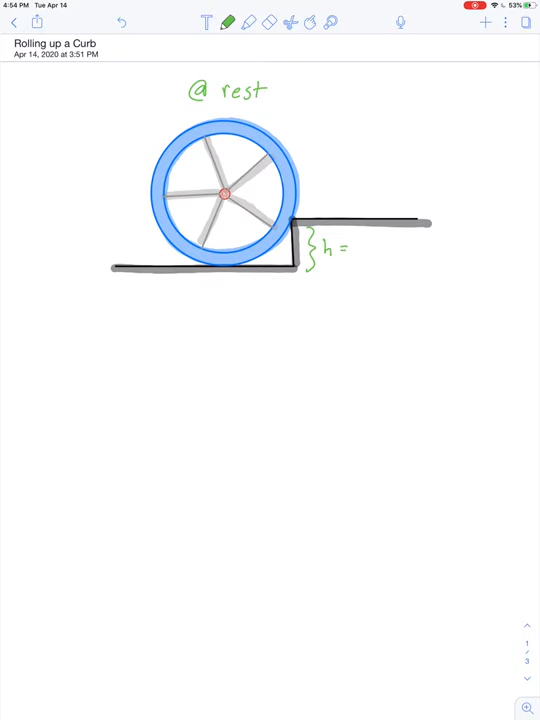 4:54 PM Tue Apr 14
53%
T
Rolling up a Curb
Apr 14, 2020 at 3:51 PM
@ rest
h =
1
/
3